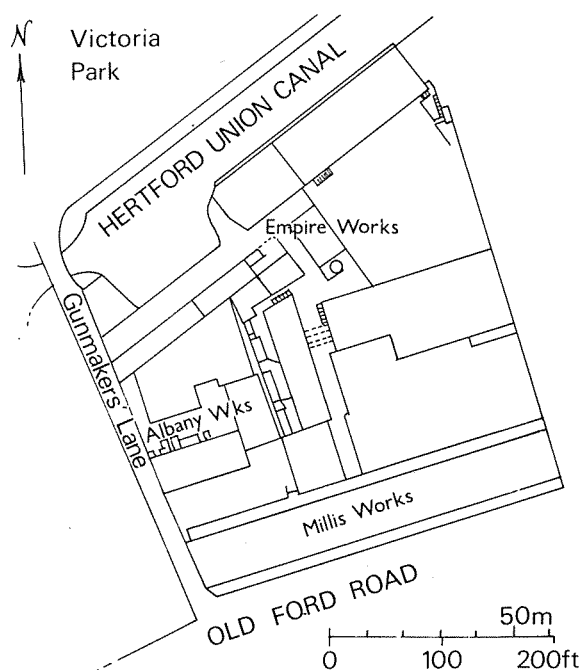 N
Victoria
Park
HERTFORD UNION CANAL
Empire Works
Gunmakers' Lane
Albany Wks
Millis Works
OLD FORD ROAD
50m
0 100 200ft